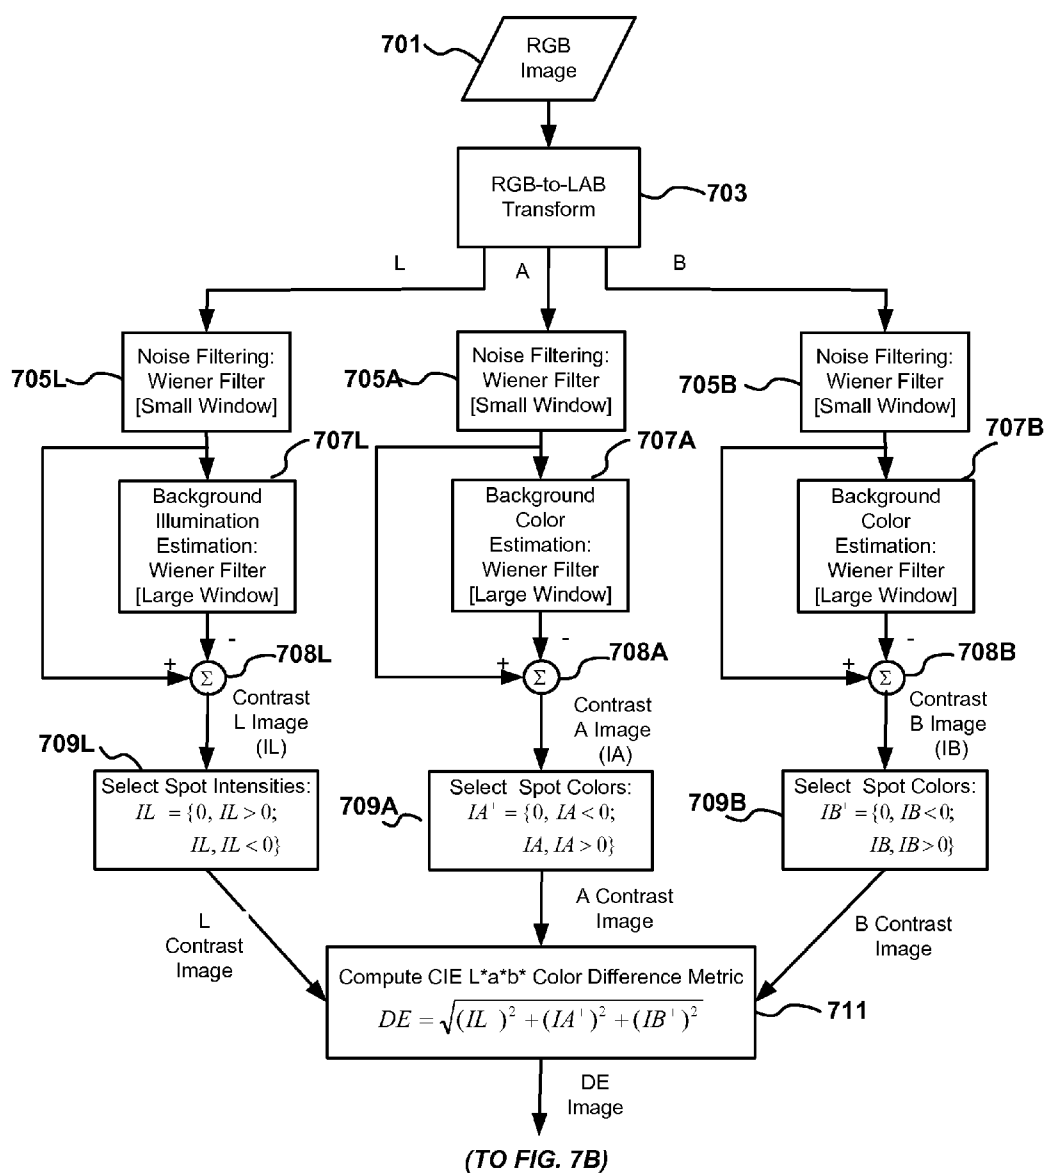 701
RGB
Image
RGB-to-LAB
Transform
703
L
A
B
705L
Noise Filtering:
Wiener Filter
[Small Window]
705A
Noise Filtering:
Wiener Filter
[Small Window]
705B
Noise Filtering:
Wiener Filter
[Small Window]
707L
Background
Illumination
Estimation:
Wiener Filter
[Large Window]
707A
Background
Color
Estimation:
Wiener Filter
[Large Window]
707B
Background
Color
Estimation:
Wiener Filter
[Large Window]
+
-
Σ
708L
+
-
Σ
708A
+
-
Σ
708B
Contrast
L Image
(IL)
Contrast
A Image
(IA)
Contrast
B Image
(IB)
709L
Select Spot Intensities:
IL = {0, IL > 0;
IL, IL < 0}
709A
Select Spot Colors:
IA⁺ = {0, IA < 0;
IA, IA > 0}
709B
Select Spot Colors:
IB⁺ = {0, IB < 0;
IB, IB > 0}
L
Contrast
Image
A Contrast
Image
B Contrast
Image
Compute CIE L*a*b* Color Difference Metric
DE = √(IL )² + (IA⁺)² + (IB⁺)²
711
DE
Image
(TO FIG. 7B)